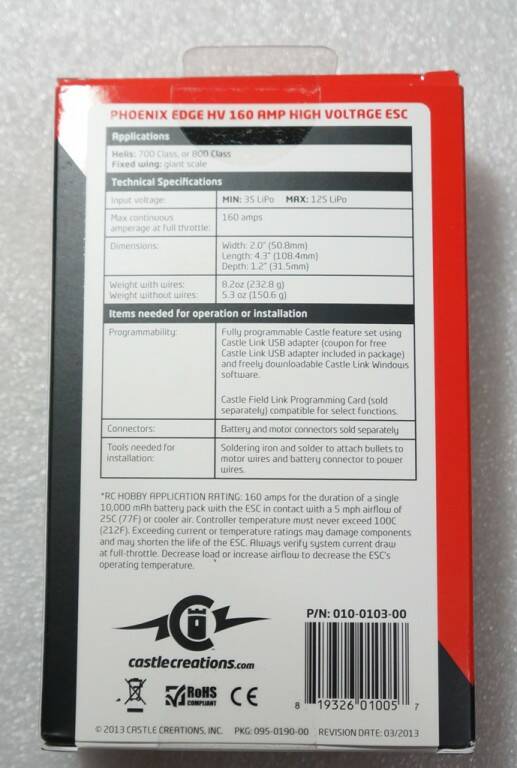 PHOENIX EDGE HV 160 AMP HIGH VOLTAGE ESC
Applications
Helis: 700 Class, or 800 Class
Fixed wing: giant scale
Technical Specifications
Input voltage: MIN: 3S LiPo MAX: 12S LiPo
Max continuous 160 amps
amperage at full throttle:
Dimensions: Width: 2.0" (50.8mm)
Length: 4.3" (108.4mm)
Depth: 1.2" (31.5mm)
Weight with wires: 8.2oz (232.8 g)
Weight without wires: 5.3 oz (150.6 g)
Items needed for operation or installation
Programmability: Fully programmable Castle feature set using
Castle Link USB adapter (coupon for free
Castle Link USB adapter included in package)
and freely downloadable Castle Link Windows
software.
Castle Field Link Programming Card (sold
separately) compatible for select functions.
Connectors: Battery and motor connectors sold separately
Tools needed for Soldering iron and solder to attach bullets to
installation: motor wires and battery connector to power
wires.
*RC HOBBY APPLICATION RATING: 160 amps for the duration of a single
10,000 mAh battery pack with the ESC in contact with a 5 mph airflow of
25C (77F) or cooler air. Controller temperature must never exceed 100C
(212F). Exceeding current or temperature ratings may damage components
and may shorten the life of the ESC. Always verify system current draw
at full-throttle. Decrease load or increase airflow to decrease the ESC's
operating temperature.
castlecreations.com
P/N: 010-0103-00
RoHS
COMPLIANT
CE
8 19326 01005 7
© 2013 CASTLE CREATIONS, INC. PKG: 095-0190-00 REVISION DATE: 03/2013